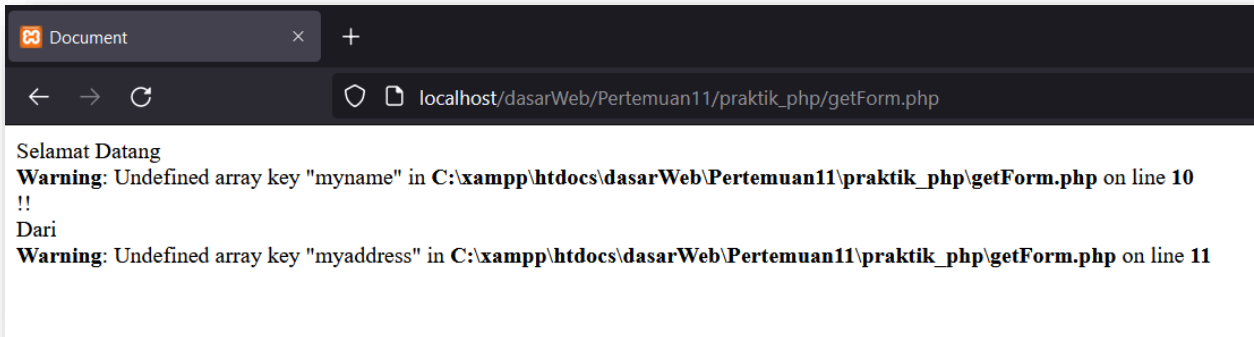 Document
localhost/dasarWeb/Pertemuan11/praktik_php/getForm.php
Selamat Datang
Warning: Undefined array key "myname" in C:\xampp\htdocs\dasarWeb\Pertemuan11\praktik_php\getForm.php on line 10
!!
Dari
Warning: Undefined array key "myaddress" in C:\xampp\htdocs\dasarWeb\Pertemuan11\praktik_php\getForm.php on line 11